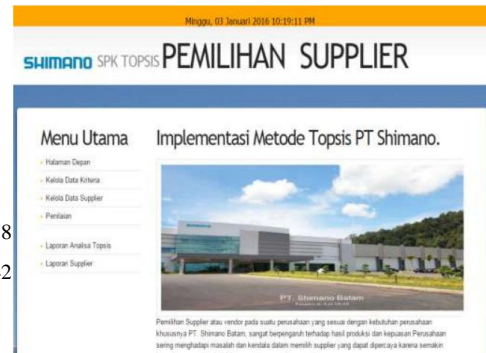 Minggu, 03 Januari 2016 10:19:11 PM
SHIMANO SPK TOPSIS PEMILIHAN SUPPLIER
Menu Utama
Halaman Depan
Kelola Data Kriteria
Kelola Data Supplier
Penilaian
Laporan Analisa Topsis
Laporan Supplier
8
2
Implementasi Metode Topsis PT Shimano.
PT. Shimano Batam
Pemilihan Supplier atau vendor pada suatu perusahaan yang sesuai dengan kebutuhan perusahaan
khususnya PT. Shimano Batam, sangat berpengaruh terhadap hasil produksi dan kepuasan Perusahaan
sering menghadapi masalah dan kendala dalam memilih supplier yang dapat dipercaya karena semakin